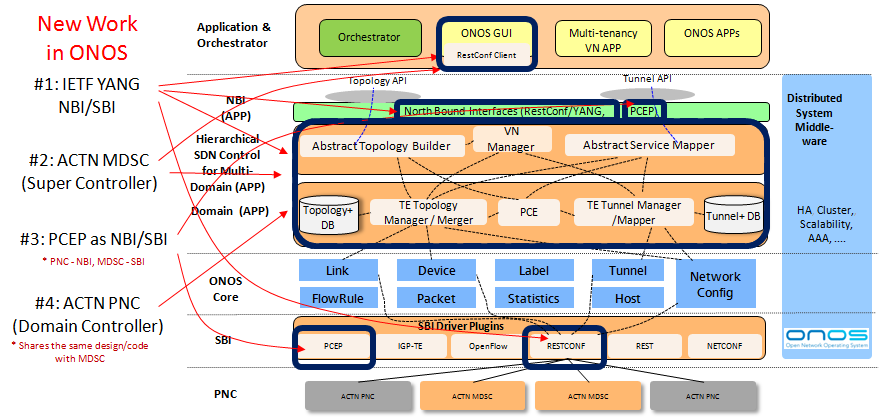 New Work
in ONOS
#1: IETF YANG
NBI/SBI
#2: ACTN MDSC
(Super Controller)
#3: PCEP as NBI/SBI
* PNC - NBI, MDSC - SBI
#4: ACTN PNC
(Domain Controller)
* Shares the same design/code
with MDSC
Application &
Orchestrator
Orchestrator
ONOS GUI
RestConf Client
Multi-tenancy
VN APP
ONOS APPs
Topology API
Tunnel API
NBI
(APP)
North Bound Interfaces (RestConf/YANG,
PCEP)
Hierarchical
SDN Control
for Multi-
Domain (APP)
Abstract Topology Builder
VN
Manager
Abstract Service Mapper
Domain (APP)
Topology+
DB
TE Topology
Manager / Merger
PCE
TE Tunnel Manager
/Mapper
Tunnel+ DB
ONOS
Core
Link
Device
Label
Tunnel
Network
Config
FlowRule
Packet
Statistics
Host
SBI Driver Plugins
SBI
PCEP
IGP-TE
OpenFlow
RESTCONF
REST
NETCONF
PNC
ACTN PNC
ACTN MDSC
ACTN MDSC
ACTN PNC
Distributed
System
Middle-
ware
HA, Cluster,
Scalability,
AAA, ....
onos
Open Network Operating System